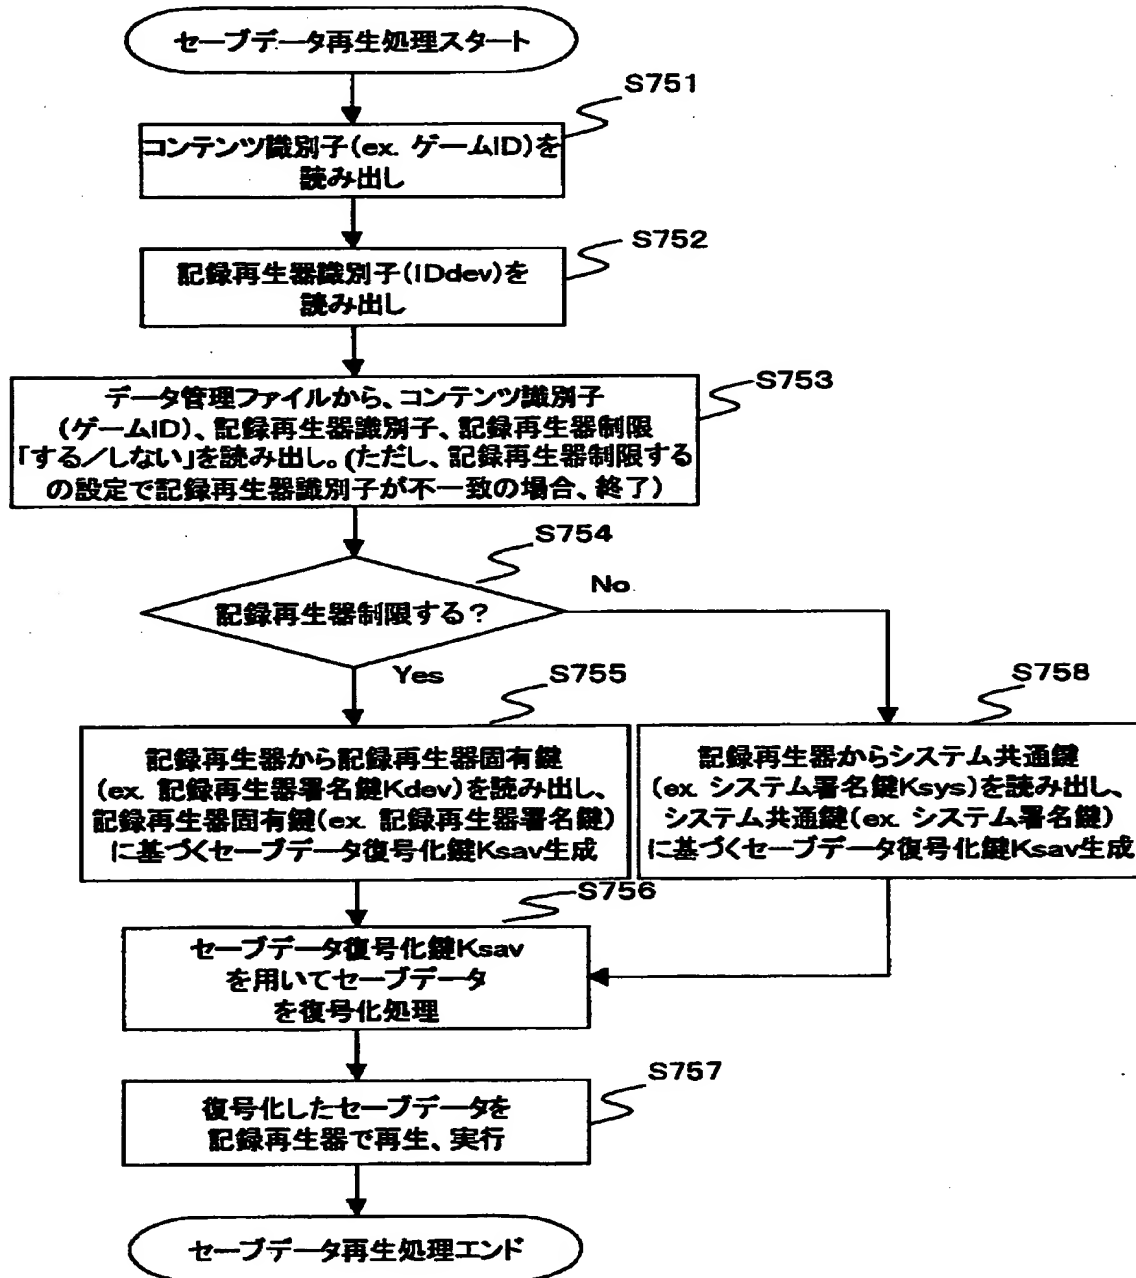 セーブデータ再生処理スタート
S751
コンテンツ識別子(ex. ゲームID)を
読み出し
S752
記録再生器識別子(IDdev)を
読み出し
S753
データ管理ファイルから、コンテンツ識別子
(ゲームID)、記録再生器識別子、記録再生器制限
「する/しない」を読み出し。(ただし、記録再生器制限する
の設定で記録再生器識別子が不一致の場合、終了)
S754
記録再生器制限する?
No
Yes
S755
記録再生器から記録再生器固有鍵
(ex. 記録再生器署名鍵Kdev)を読み出し、
記録再生器固有鍵(ex. 記録再生器署名鍵)
に基づくセーブデータ復号化鍵Ksav生成
S758
記録再生器からシステム共通鍵
(ex. システム署名鍵Ksys)を読み出し、
システム共通鍵(ex. システム署名鍵)
に基づくセーブデータ復号化鍵Ksav生成
S756
セーブデータ復号化鍵Ksav
を用いてセーブデータ
を復号化処理
S757
復号化したセーブデータを
記録再生器で再生、実行
セーブデータ再生処理エンド